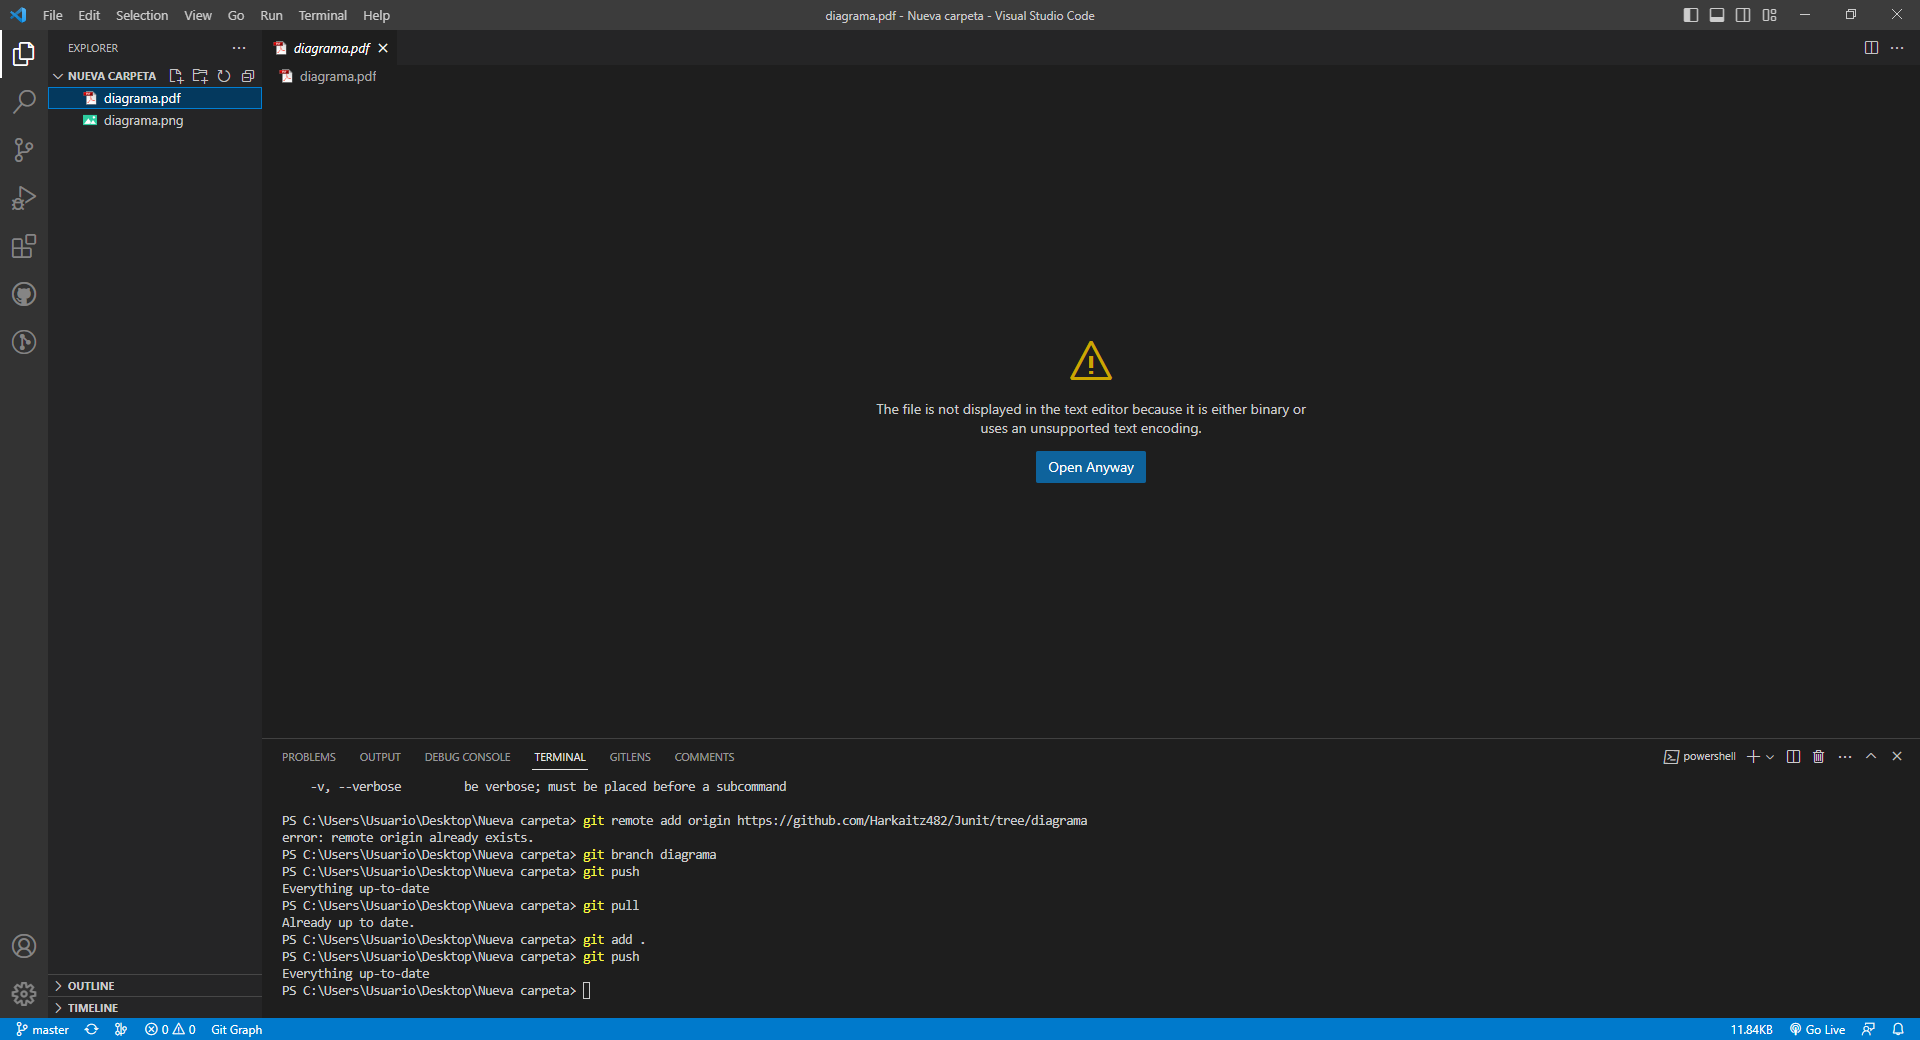 File Edit Selection View Go Run Terminal Help
diagrama.pdf - Nueva carpeta - Visual Studio Code
EXPLORER
NUEVA CARPETA
diagrama.pdf
diagrama.png
OUTLINE
TIMELINE
diagrama.pdf
diagrama.pdf
The file is not displayed in the text editor because it is either binary or
uses an unsupported text encoding.
Open Anyway
PROBLEMS OUTPUT DEBUG CONSOLE TERMINAL GITLENS COMMENTS
powershell
-v, --verbose be verbose; must be placed before a subcommand
PS C:\Users\Usuario\Desktop\Nueva carpeta> git remote add origin https://github.com/Harkaitz482/Junit/tree/diagrama
error: remote origin already exists.
PS C:\Users\Usuario\Desktop\Nueva carpeta> git branch diagrama
PS C:\Users\Usuario\Desktop\Nueva carpeta> git push
Everything up-to-date
PS C:\Users\Usuario\Desktop\Nueva carpeta> git pull
Already up to date.
PS C:\Users\Usuario\Desktop\Nueva carpeta> git add .
PS C:\Users\Usuario\Desktop\Nueva carpeta> git push
Everything up-to-date
PS C:\Users\Usuario\Desktop\Nueva carpeta>
master 0 0 Git Graph
11.84KB Go Live